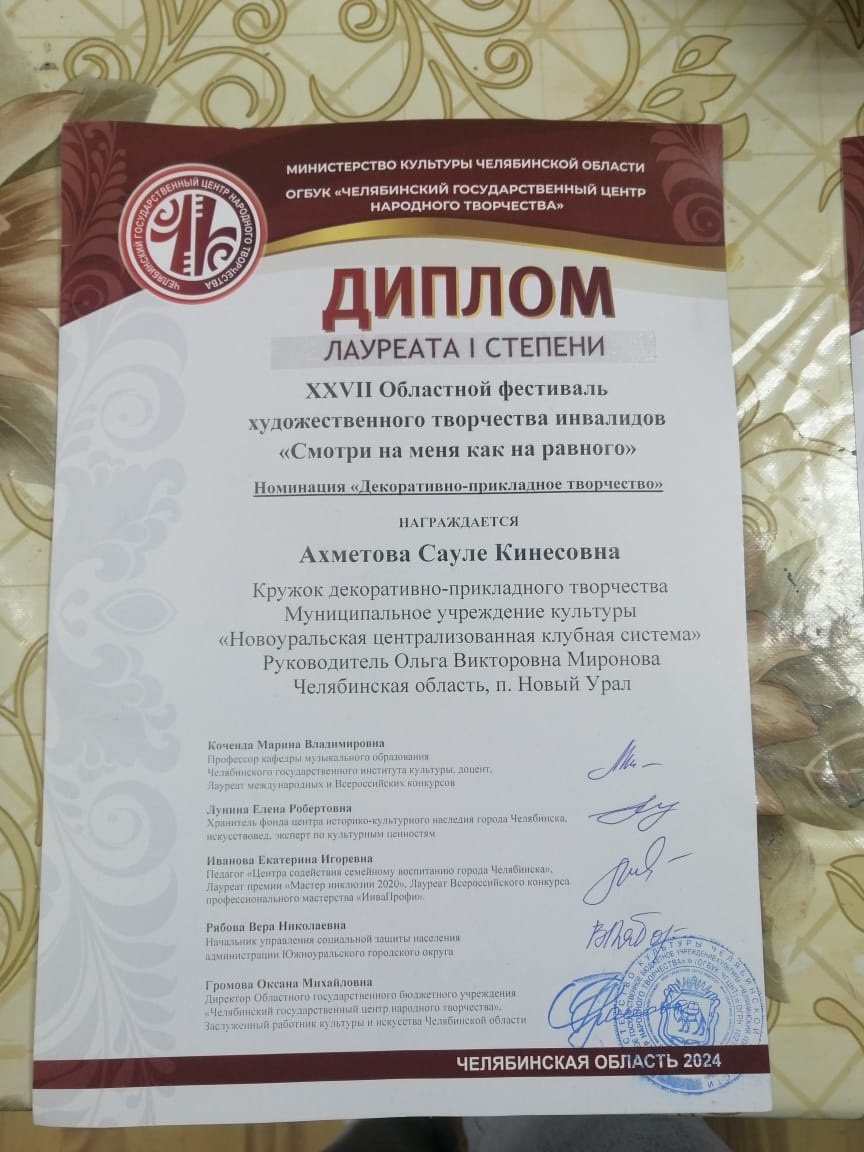 МИНИСТЕРСТВО КУЛЬТУРЫ ЧЕЛЯБИНСКОЙ ОБЛАСТИ
ОГБУК «ЧЕЛЯБИНСКИЙ ГОСУДАРСТВЕННЫЙ ЦЕНТР
НАРОДНОГО ТВОРЧЕСТВА»
ЧЕЛЯБИНСКИЙ ГОСУДАРСТВЕННЫЙ ЦЕНТР НАРОДНОГО ТВОРЧЕСТВА
ДИПЛОМ
ЛАУРЕАТА I СТЕПЕНИ
XXVII Областной фестиваль
художественного творчества инвалидов
«Смотри на меня как на равного»
Номинация «Декоративно-прикладное творчество»
НАГРАЖДАЕТСЯ
Ахметова Сауле Кинесовна
Кружок декоративно-прикладного творчества
Муниципальное учреждение культуры
«Новоуральская централизованная клубная система»
Руководитель Ольга Викторовна Миронова
Челябинская область, п. Новый Урал
Коченда Марина Владимировна
Профессор кафедры музыкального образования
Челябинского государственного института культуры, доцент,
Лауреат международных и Всероссийских конкурсов
Лунина Елена Робертовна
Хранитель фонда центра историко-культурного наследия города Челябинска,
искусствовед, эксперт по культурным ценностям
Иванова Екатерина Игоревна
Педагог «Центра содействия семейному воспитанию города Челябинска»,
Лауреат премии «Мастер инклюзии 2020», Лауреат Всероссийского конкурса
профессионального мастерства «ИнваПрофи».
Рябова Вера Николаевна
Начальник управления социальной защиты населения
администрации Южноуральского городского округа
Громова Оксана Михайловна
Директор Областного государственного бюджетного учреждения
«Челябинский государственный центр народного творчества».
Заслуженный работник культуры и искусства Челябинской области
ЧЕЛЯБИНСКАЯ ОБЛАСТЬ 2024